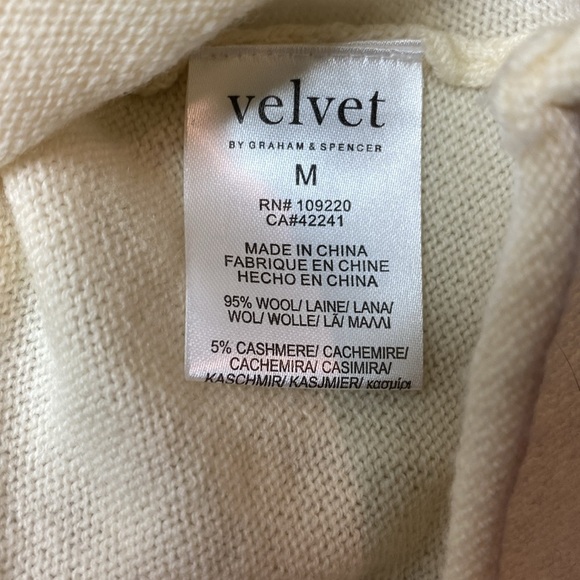 velvet
BY GRAHAM & SPENCER
M
RN# 109220
CA#42241
MADE IN CHINA
FABRIQUE EN CHINE
HECHO EN CHINA
95% WOOL/ LAINE/ LANA/
WOL/ WOLLE/ LÃ/ ΜΑΛΛΙ
5% CASHMERE/ CACHEMIRE/
CACHEMIRA/ CASIMIRA/
KASCHMIR/ KASJMIER/ κασμίρι